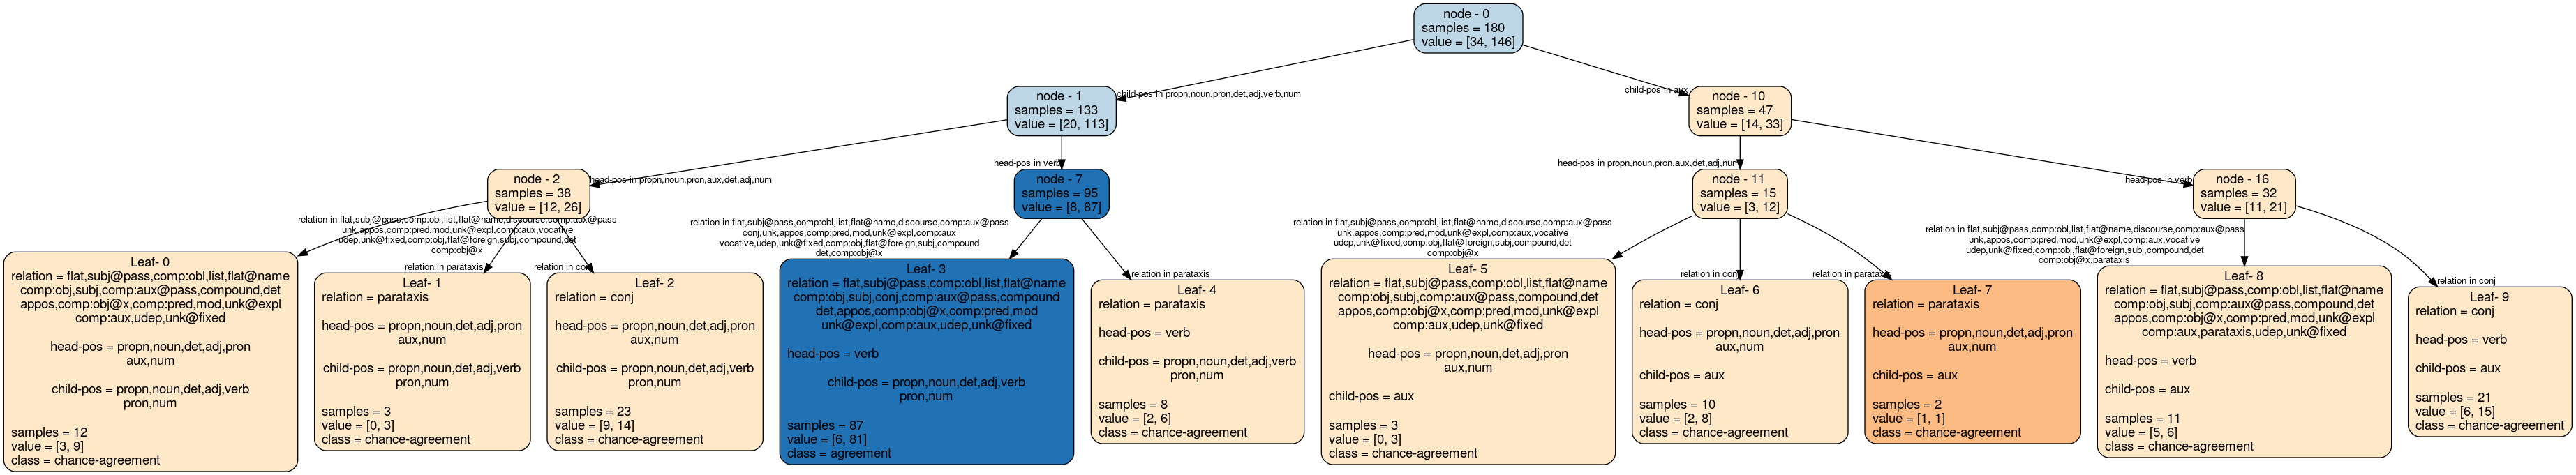 node - 0
samples = 180
value = [34, 146]
child-pos in propn,noun,pron,det,adj,verb,num
child-pos in aux
node - 1
samples = 133
value = [20, 113]
node - 10
samples = 47
value = [14, 33]
head-pos in propn,noun,pron,aux,det,adj,num
head-pos in verb
head-pos in propn,noun,pron,aux,det,adj,num
head-pos in verb
node - 2
samples = 38
value = [12, 26]
node - 7
samples = 95
value = [8, 87]
node - 11
samples = 15
value = [3, 12]
node - 16
samples = 32
value = [11, 21]
relation in flat,subj@pass,comp:obl,list,flat@name,discourse,comp:aux@pass
unk,appos,comp:pred,mod,unk@expl,comp:aux,vocative
udep,unk@fixed,comp:obj,flat@foreign,subj,compound,det
comp:obj@x
relation in parataxis
relation in conj
relation in flat,subj@pass,comp:obl,list,flat@name,discourse,comp:aux@pass
conj,unk,appos,comp:pred,mod,unk@expl,comp:aux
vocative,udep,unk@fixed,comp:obj,flat@foreign,subj,compound
det,comp:obj@x
relation in parataxis
relation in flat,subj@pass,comp:obl,list,flat@name,discourse,comp:aux@pass
unk,appos,comp:pred,mod,unk@expl,comp:aux,vocative
udep,unk@fixed,comp:obj,flat@foreign,subj,compound,det
comp:obj@x
relation in conj
relation in parataxis
relation in flat,subj@pass,comp:obl,list,flat@name,discourse,comp:aux@pass
unk,appos,comp:pred,mod,unk@expl,comp:aux,vocative
udep,unk@fixed,comp:obj,flat@foreign,subj,compound,det
comp:obj@x,parataxis
relation in conj
Leaf- 0
relation = flat,subj@pass,comp:obl,list,flat@name
comp:obj,subj,comp:aux@pass,compound,det
appos,comp:obj@x,comp:pred,mod,unk@expl
comp:aux,udep,unk@fixed
head-pos = propn,noun,det,adj,pron
aux,num
child-pos = propn,noun,det,adj,verb
pron,num
samples = 12
value = [3, 9]
class = chance-agreement
Leaf- 1
relation = parataxis
head-pos = propn,noun,det,adj,pron
aux,num
child-pos = propn,noun,det,adj,verb
pron,num
samples = 3
value = [0, 3]
class = chance-agreement
Leaf- 2
relation = conj
head-pos = propn,noun,det,adj,pron
aux,num
child-pos = propn,noun,det,adj,verb
pron,num
samples = 23
value = [9, 14]
class = chance-agreement
Leaf- 3
relation = flat,subj@pass,comp:obl,list,flat@name
comp:obj,subj,conj,comp:aux@pass,compound
det,appos,comp:obj@x,comp:pred,mod
unk@expl,comp:aux,udep,unk@fixed
head-pos = verb
child-pos = propn,noun,det,adj,verb
pron,num
samples = 87
value = [6, 81]
class = agreement
Leaf- 4
relation = parataxis
head-pos = verb
child-pos = propn,noun,det,adj,verb
pron,num
samples = 8
value = [2, 6]
class = chance-agreement
Leaf- 5
relation = flat,subj@pass,comp:obl,list,flat@name
comp:obj,subj,comp:aux@pass,compound,det
appos,comp:obj@x,comp:pred,mod,unk@expl
comp:aux,udep,unk@fixed
head-pos = propn,noun,det,adj,pron
aux,num
child-pos = aux
samples = 3
value = [0, 3]
class = chance-agreement
Leaf- 6
relation = conj
head-pos = propn,noun,det,adj,pron
aux,num
child-pos = aux
samples = 10
value = [2, 8]
class = chance-agreement
Leaf- 7
relation = parataxis
head-pos = propn,noun,det,adj,pron
aux,num
child-pos = aux
samples = 2
value = [1, 1]
class = chance-agreement
Leaf- 8
relation = flat,subj@pass,comp:obl,list,flat@name
comp:obj,subj,comp:aux@pass,compound,det
appos,comp:obj@x,comp:pred,mod,unk@expl
comp:aux,parataxis,udep,unk@fixed
head-pos = verb
child-pos = aux
samples = 11
value = [5, 6]
class = chance-agreement
Leaf- 9
relation = conj
head-pos = verb
child-pos = aux
samples = 21
value = [6, 15]
class = chance-agreement